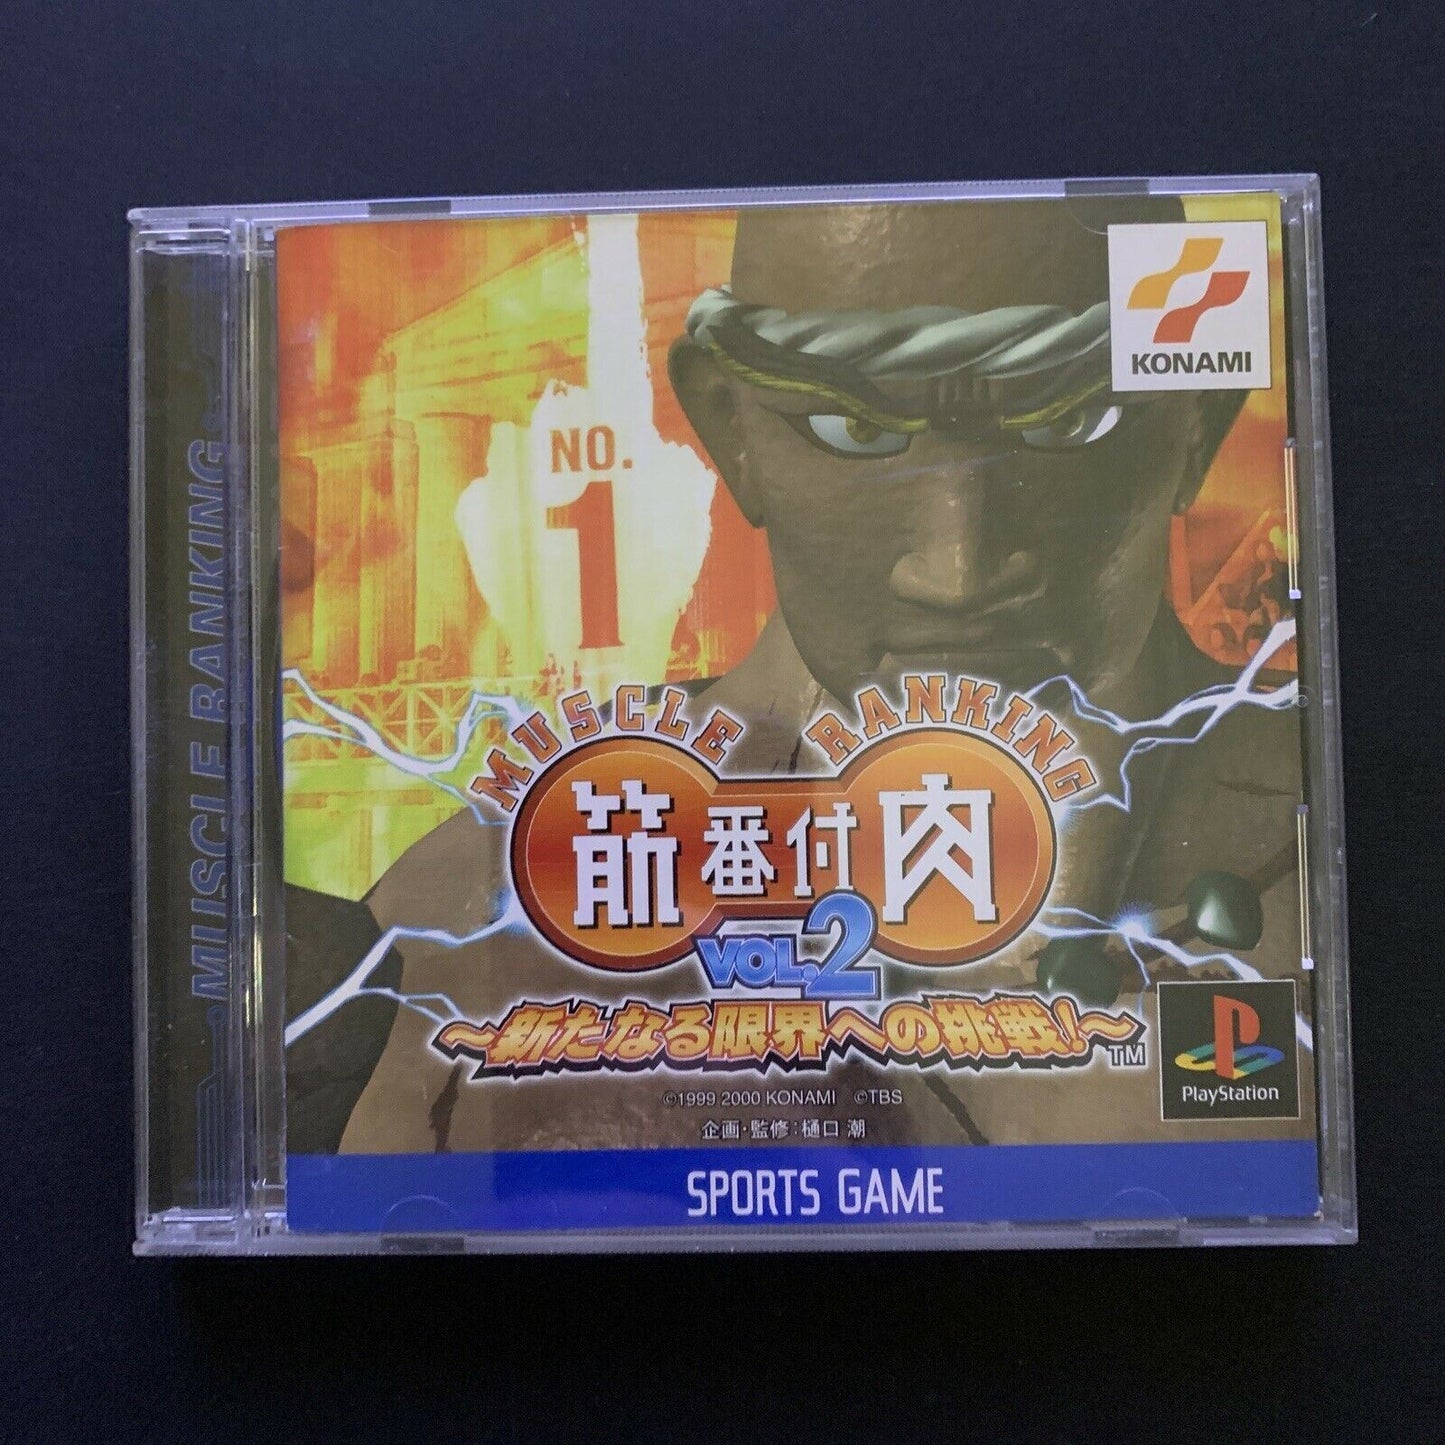 MUSCLE RANKING
KONAMI
NO.
1
MUSCLE RANKING
筋番付肉
VOL.2
～新たなる限界への挑戦!～
TM
©1999 2000 KONAMI ©TBS
企画・監修:樋口 潮
PlayStation
SPORTS GAME